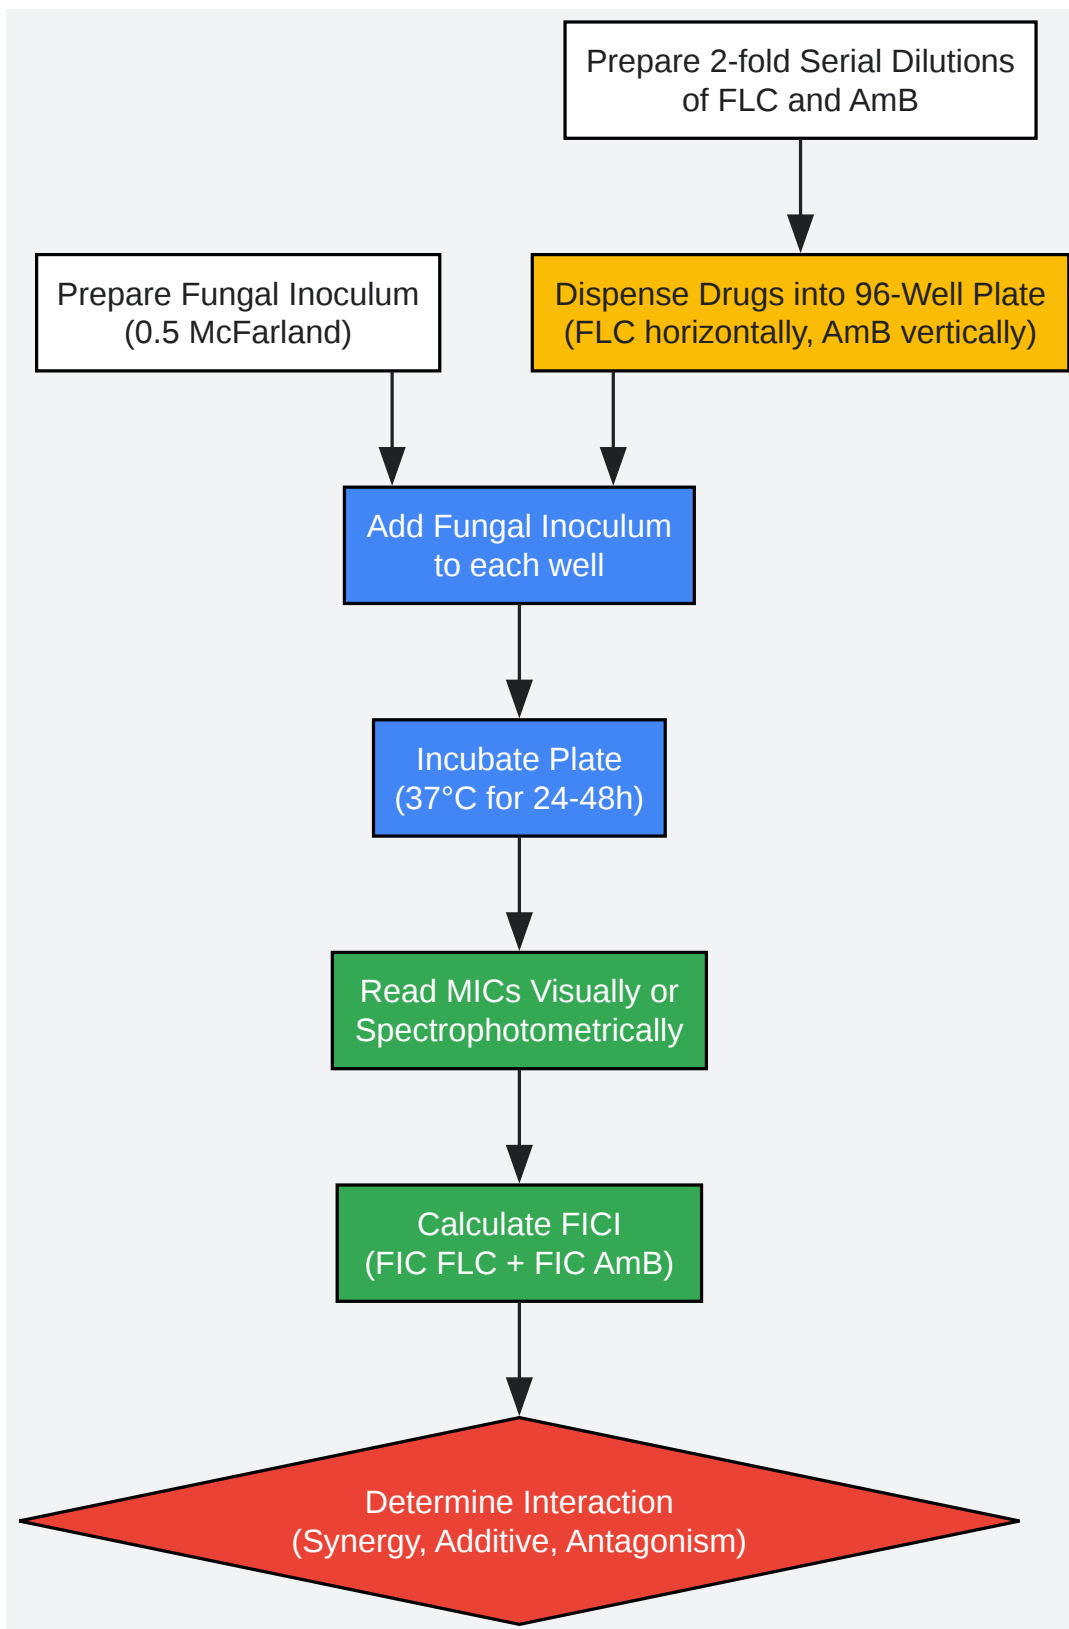 Prepare 2-fold Serial Dilutions
of FLC and AmB
Prepare Fungal Inoculum
(0.5 McFarland)
Dispense Drugs into 96-Well Plate
(FLC horizontally, AmB vertically)
Add Fungal Inoculum
to each well
Incubate Plate
(37°C for 24-48h)
Read MICs Visually or
Spectrophotometrically
Calculate FICI
(FIC FLC + FIC AmB)
Determine Interaction
(Synergy, Additive, Antagonism)